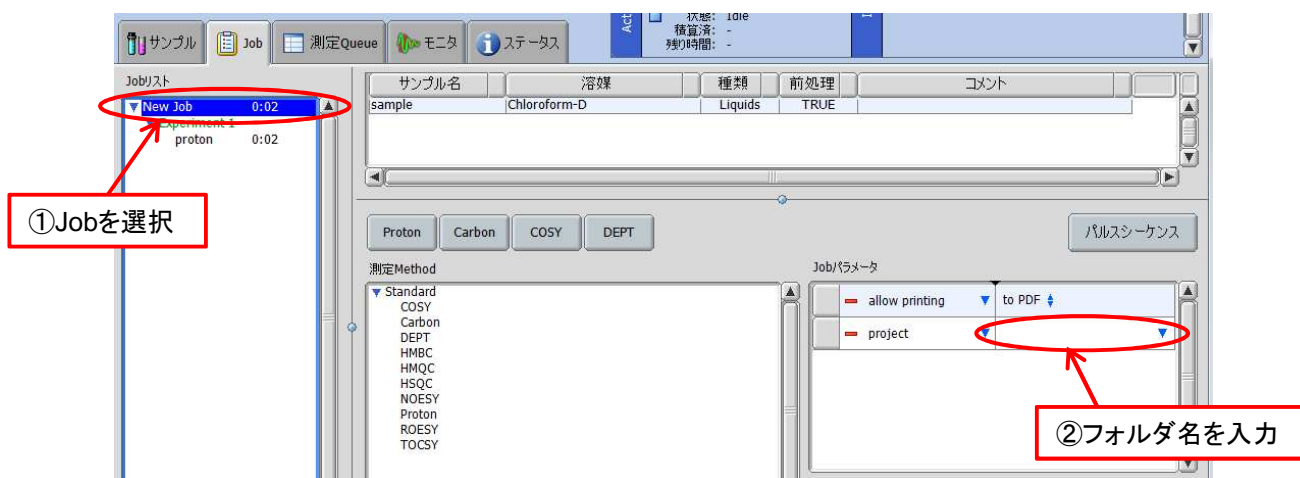 状態: Idle
Act
積算済: -
残り時間: -
サンプル
Job
測定Queue
モニタ
ステータス
Jobリスト
サンプル名 溶媒 種類 前処理 コメント
New Job 0:02
sample Chloroform-D Liquids TRUE
Experiment 1
proton 0:02
①Jobを選択
Proton Carbon COSY DEPT
パルスシーケンス
測定Method
Jobパラメータ
Standard
COSY
Carbon
DEPT
HMBC
HMQC
HSQC
NOESY
Proton
ROESY
TOCSY
allow printing to PDF
project
②フォルダ名を入力